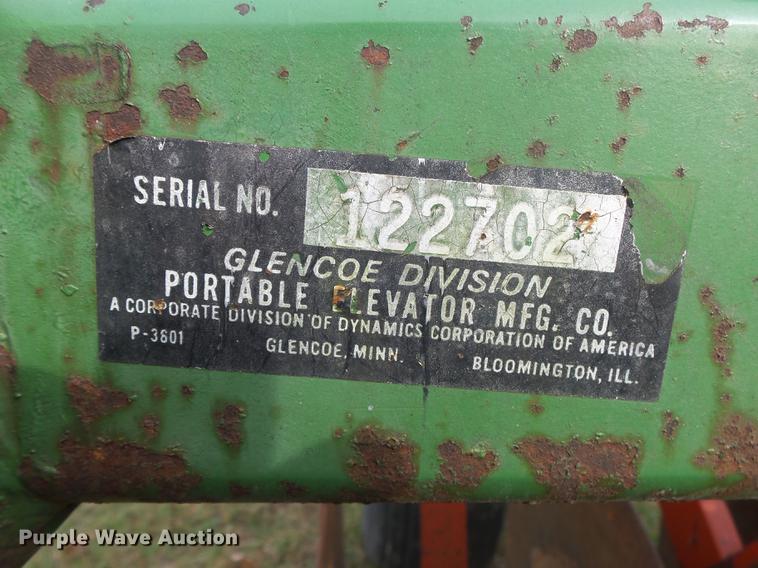 SERIAL NO. 122702
GLENCOE DIVISION
PORTABLE ELEVATOR MFG. CO.
A CORPORATE DIVISION OF DYNAMICS CORPORATION OF AMERICA
P-3801 GLENCOE, MINN. BLOOMINGTON, ILL.
Purple Wave Auction